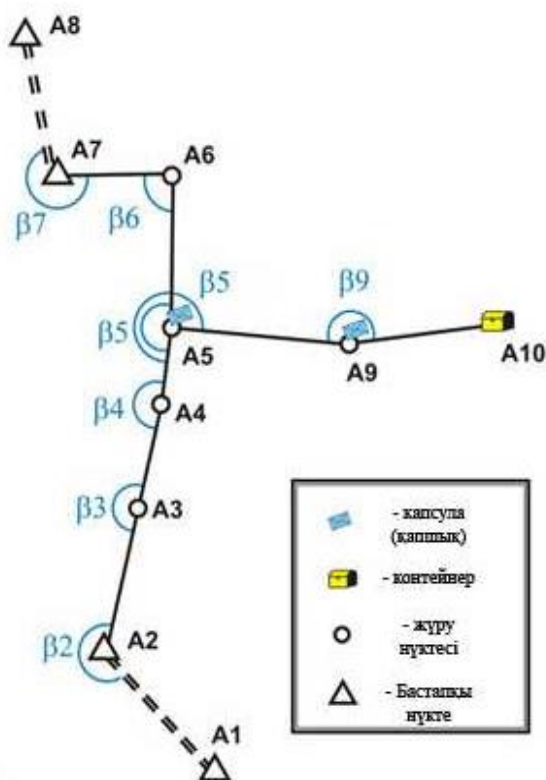 A8
A7
A6
β7
β6
β5
β9
β5
A5
A9
A10
β4
A4
β3
A3
β2
A2
A1
- капсула
(қапшық)
- контейнер
- жүру
нүктесі
- Бастапқы
нүкте